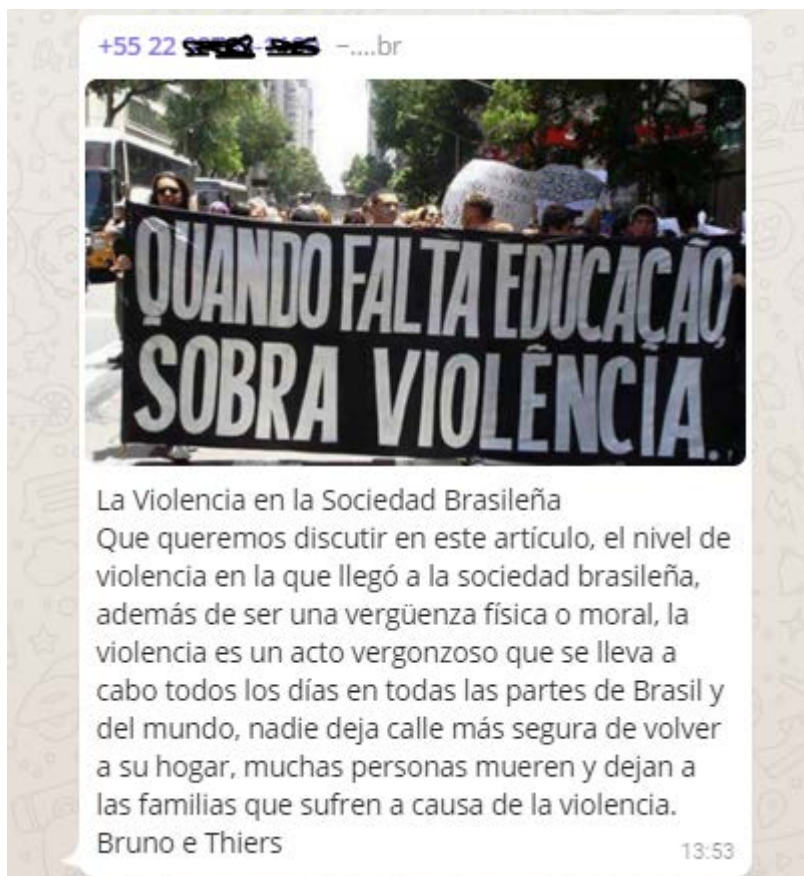 +55 22 –....br
QUANDO FALTA EDUCAÇÃO,
SOBRA VIOLÊNCIA..
La Violencia en la Sociedad Brasileña
Que queremos discutir en este artículo, el nivel de
violencia en la que llegó a la sociedad brasileña,
además de ser una vergüenza física o moral, la
violencia es un acto vergonzoso que se lleva a
cabo todos los días en todas las partes de Brasil y
del mundo, nadie deja calle más segura de volver
a su hogar, muchas personas mueren y dejan a
las familias que sufren a causa de la violencia.
Bruno e Thiers
13:53